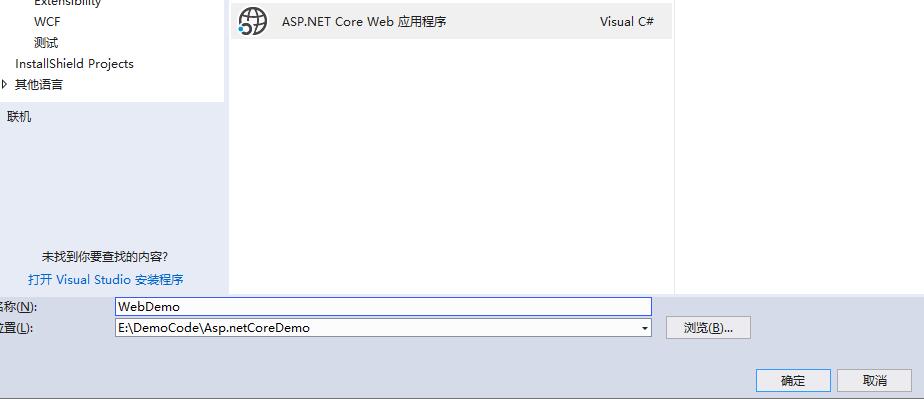 Extensibility
ASP.NET Core Web 应用程序 Visual C#
WCF
测试
InstallShield Projects
其他语言
联机
未找到你要查找的内容?
打开 Visual Studio 安装程序
名称(N):
WebDemo
位置(L):
E:\DemoCode\Asp.netCoreDemo
浏览(B)...
确定
取消